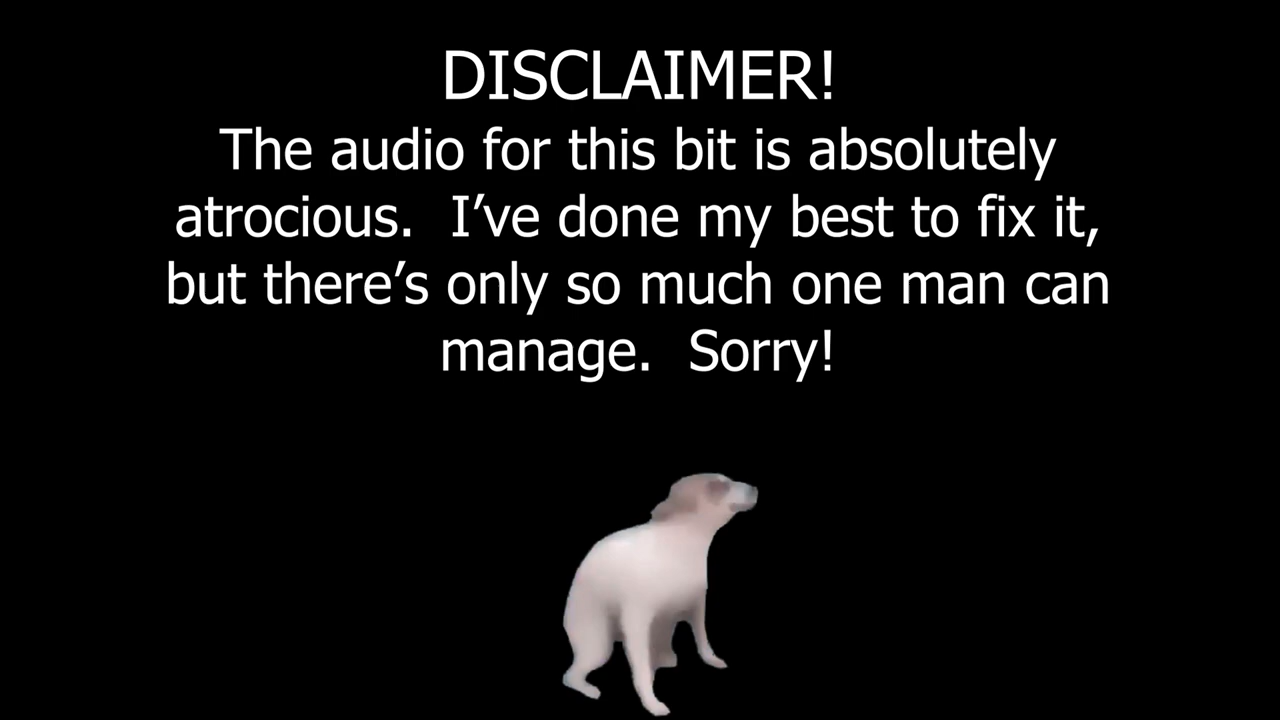 DISCLAIMER!
The audio for this bit is absolutely
atrocious.  I’ve done my best to fix it,
but there’s only so much one man can
manage.  Sorry!